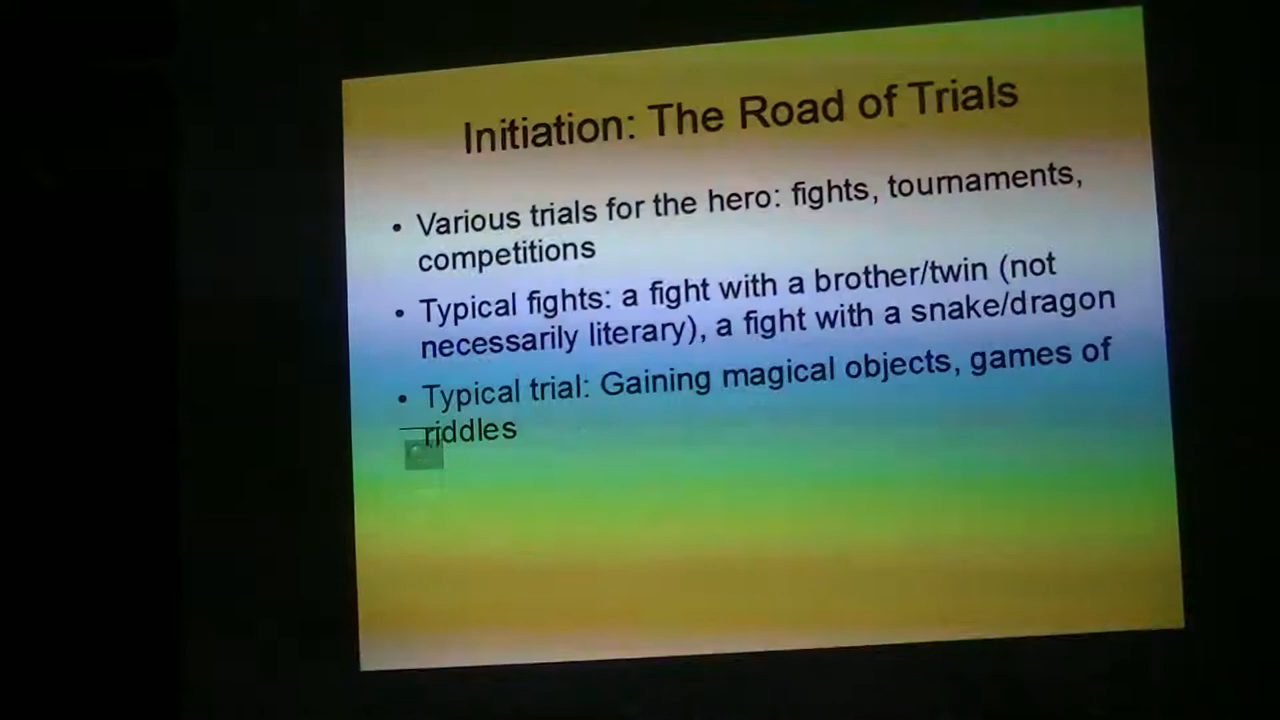 Initiation: The Road of Trials
• Various trials for the hero: fights, tournaments,
competitions
• Typical fights: a fight with a brother/twin (not
necessarily literary), a fight with a snake/dragon
• Typical trial: Gaining magical objects, games of
riddles